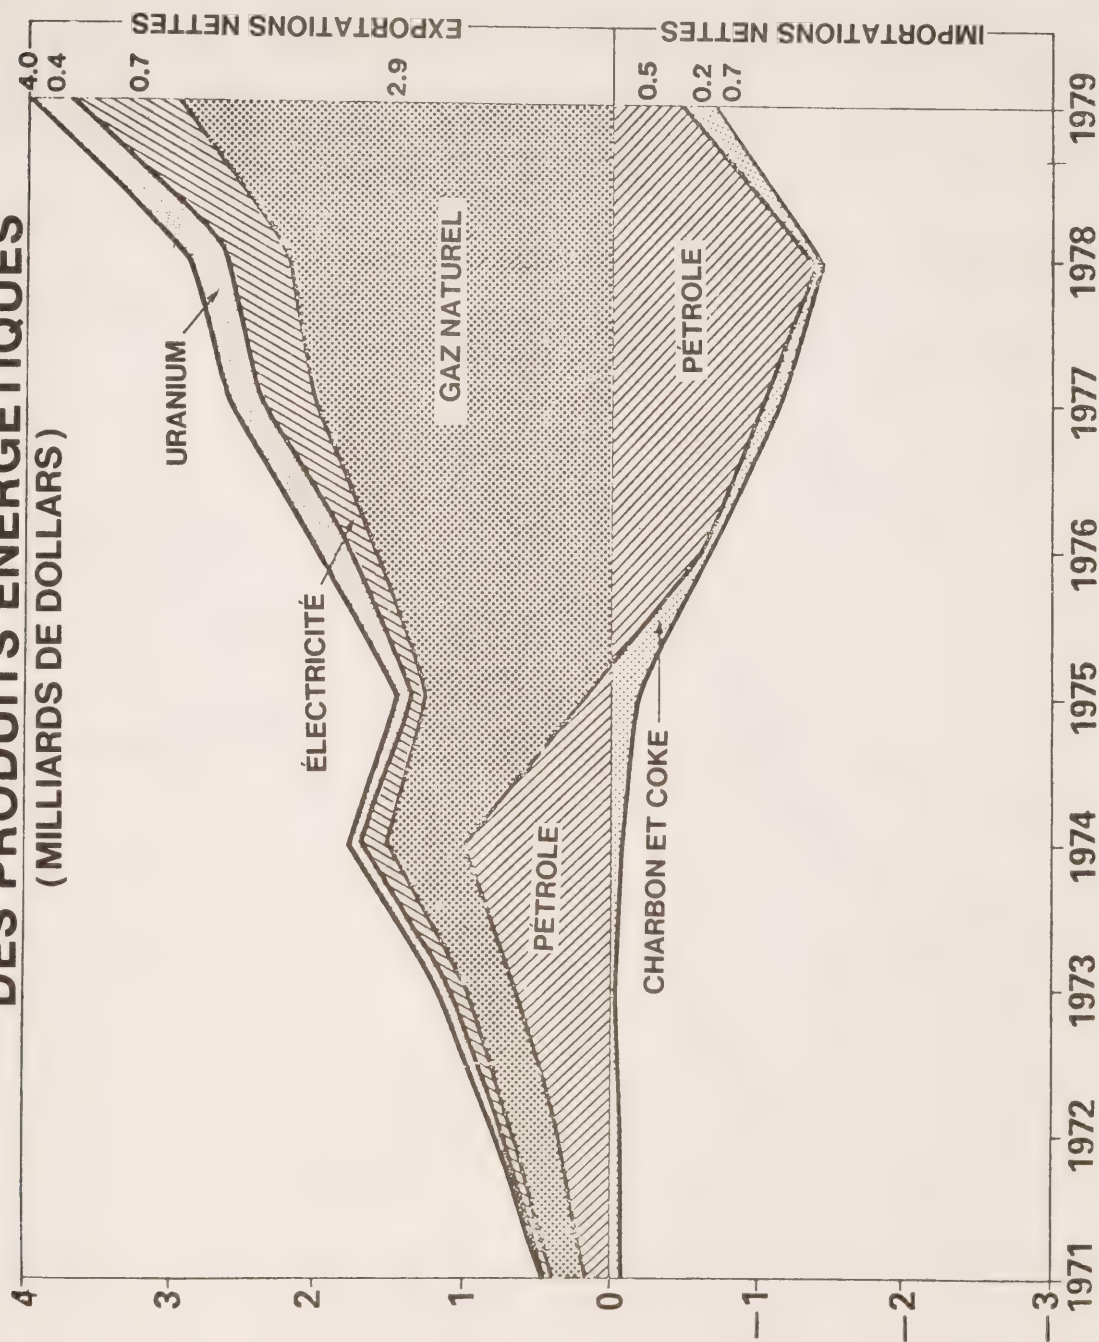 DES PRODUITS ÉNERGÉTIQUES
(MILLIARDS DE DOLLARS)
4
3
2
1
0
-1
-2
-3
URANIUM
ÉLECTRICITÉ
GAZ NATUREL
PÉTROLE
PÉTROLE
CHARBON ET COKE
4.0
0.4
0.7
2.9
0.5
0.2
0.7
EXPORTATIONS NETTES
IMPORTATIONS NETTES
1971 1972 1973 1974 1975 1976 1977 1978 1979